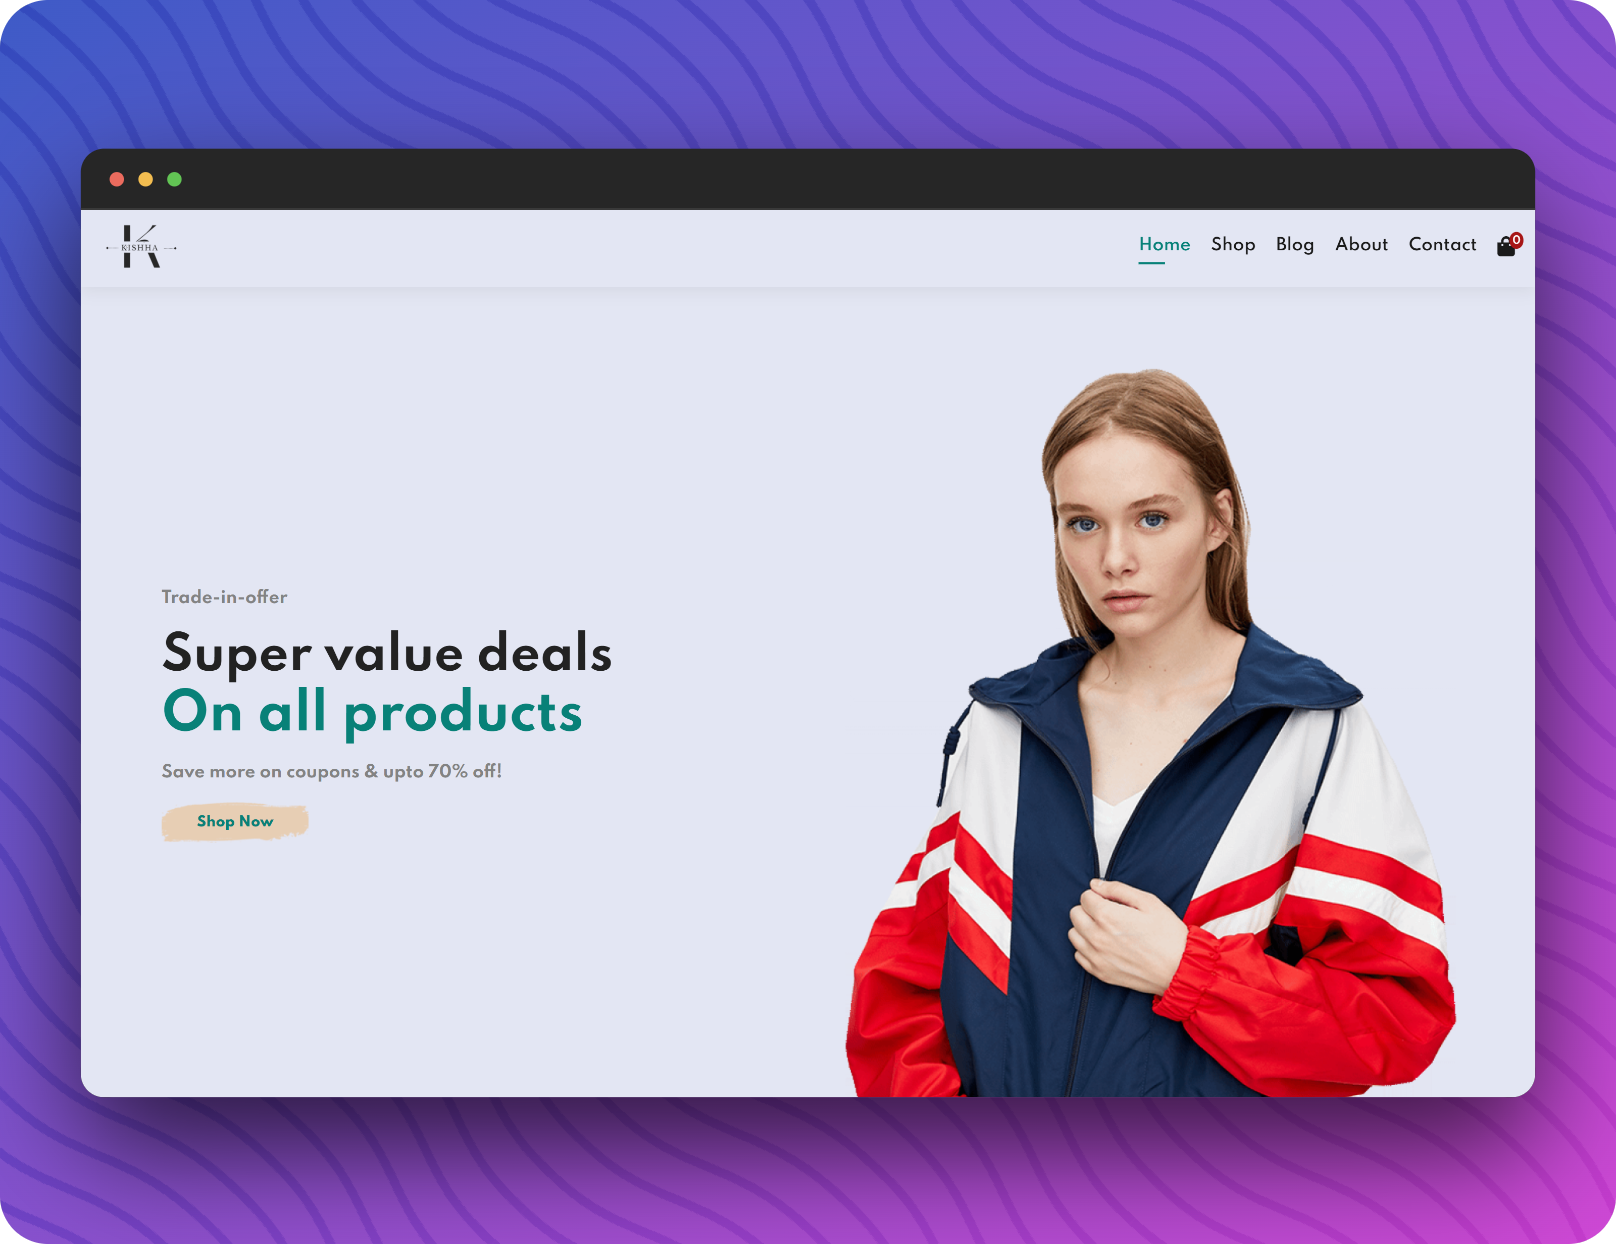 KISHHA
Home Shop Blog About Contact 0
Trade-in-offer
Super value deals
On all products
Save more on coupons & upto 70% off!
Shop Now